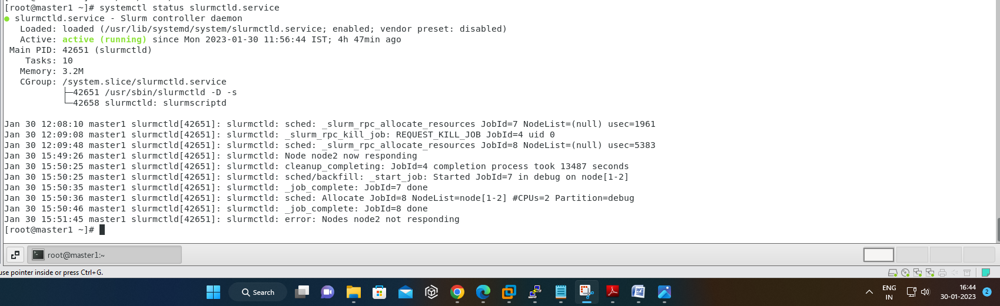 [root@master1 ~]# systemctl status slurmctld.service
● slurmctld.service - Slurm controller daemon
   Loaded: loaded (/usr/lib/systemd/system/slurmctld.service; enabled; vendor preset: disabled)
   Active: active (running) since Mon 2023-01-30 11:56:44 IST; 4h 47min ago
 Main PID: 42651 (slurmctld)
    Tasks: 10
   Memory: 3.2M
   CGroup: /system.slice/slurmctld.service
           ├─42651 /usr/sbin/slurmctld -D -s
           └─42658 slurmctld: slurmscriptd

Jan 30 12:08:10 master1 slurmctld[42651]: slurmctld: sched: _slurm_rpc_allocate_resources JobId=7 NodeList=(null) usec=1961
Jan 30 12:09:08 master1 slurmctld[42651]: slurmctld: _slurm_rpc_kill_job: REQUEST_KILL_JOB JobId=4 uid 0
Jan 30 12:09:48 master1 slurmctld[42651]: slurmctld: sched: _slurm_rpc_allocate_resources JobId=8 NodeList=(null) usec=5383
Jan 30 15:49:26 master1 slurmctld[42651]: slurmctld: Node node2 now responding
Jan 30 15:50:25 master1 slurmctld[42651]: slurmctld: cleanup_completing: JobId=4 completion process took 13487 seconds
Jan 30 15:50:25 master1 slurmctld[42651]: slurmctld: sched/backfill: _start_job: Started JobId=7 in debug on node[1-2]
Jan 30 15:50:35 master1 slurmctld[42651]: slurmctld: _job_complete: JobId=7 done
Jan 30 15:50:36 master1 slurmctld[42651]: slurmctld: sched: Allocate JobId=8 NodeList=node[1-2] #CPUs=2 Partition=debug
Jan 30 15:50:46 master1 slurmctld[42651]: slurmctld: _job_complete: JobId=8 done
Jan 30 15:51:45 master1 slurmctld[42651]: slurmctld: error: Nodes node2 not responding
[root@master1 ~]#
root@master1:~
use pointer inside or press Ctrl+G.
Search
ENG
IN
16:44
30-01-2023
2